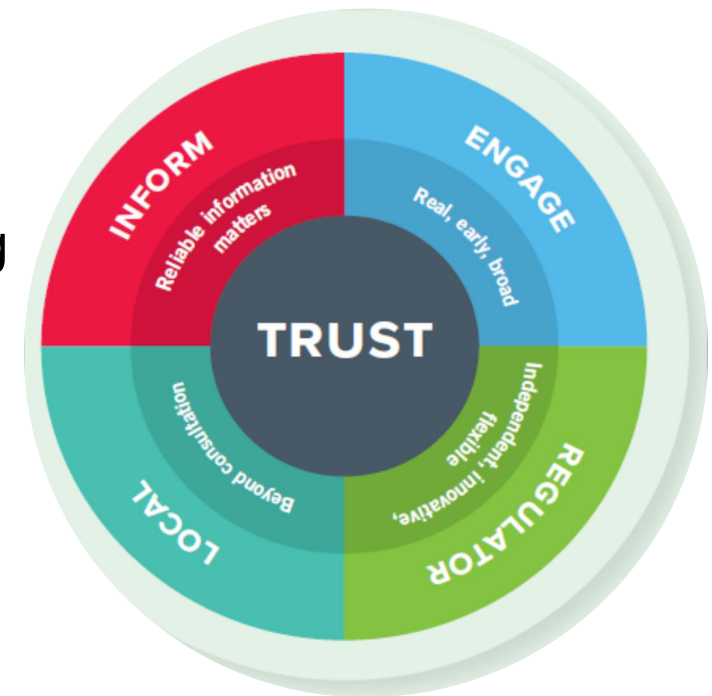 INFORM
Reliable information
matters
ENGAGE
Real, early, broad
TRUST
LOCAL
Beyond consultation
REGULATOR
Independent, innovative,
flexible
g